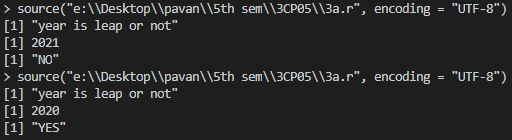 > source("e:\\Desktop\\pavan\\5th sem\\3CP05\\3a.r", encoding = "UTF-8")
[1] "year is leap or not"
[1] 2021
[1] "NO"
> source("e:\\Desktop\\pavan\\5th sem\\3CP05\\3a.r", encoding = "UTF-8")
[1] "year is leap or not"
[1] 2020
[1] "YES"